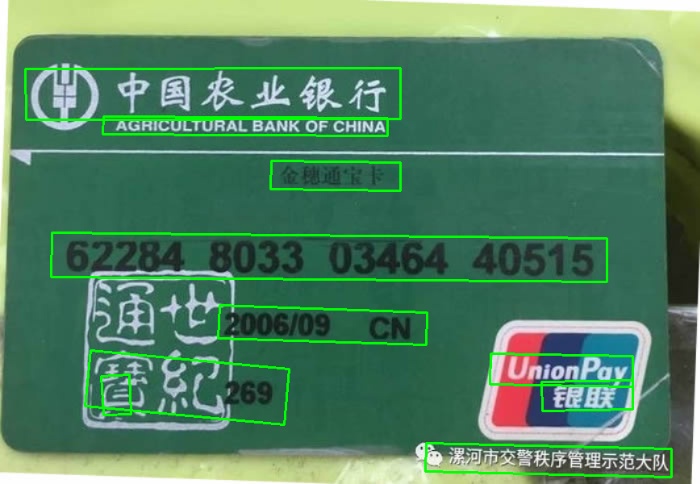 中国农业银行
AGRICULTURAL BANK OF CHINA
金穗通宝卡
62284 8033 03464 40515
2006/09 CN
世纪
通寶
269
UnionPay
银联
漯河市交警秩序管理示范大队